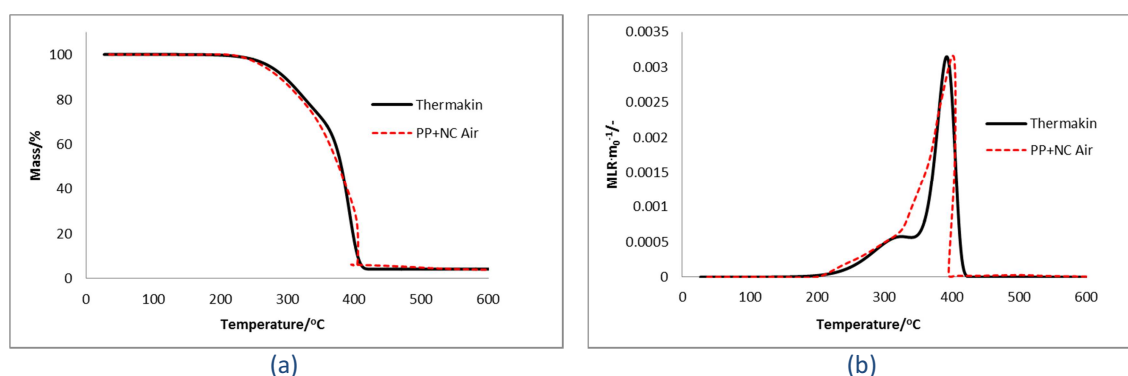 100
80
60
40
20
0
Mass/%
0 100 200 300 400 500 600
Temperature/ºC
Thermakin
PP+NC Air
(a)
0.0035
0.003
0.0025
0.002
0.0015
0.001
0.0005
0
MLR·m₀⁻¹/-
0 100 200 300 400 500 600
Temperature/ºC
Thermakin
PP+NC Air
(b)